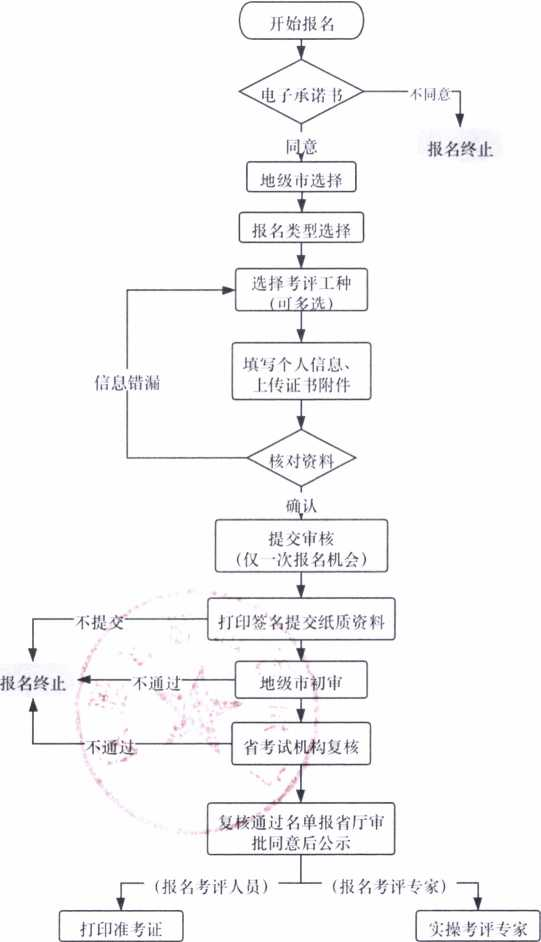 开始报名
电子承诺书
不同意
报名终止
同意
地级市选择
报名类型选择
选择考评工种
(可多选)
信息错漏
填写个人信息、
上传证书附件
核对资料
确认
提交审核
(仅一次报名机会)
不提交
打印签名提交纸质资料
报名终止
不通过
地级市初审
不通过
省考试机构复核
复核通过名单报省厅审
批同意后公示
(报名考评人员)
(报名考评专家)
打印准考证
实操考评专家